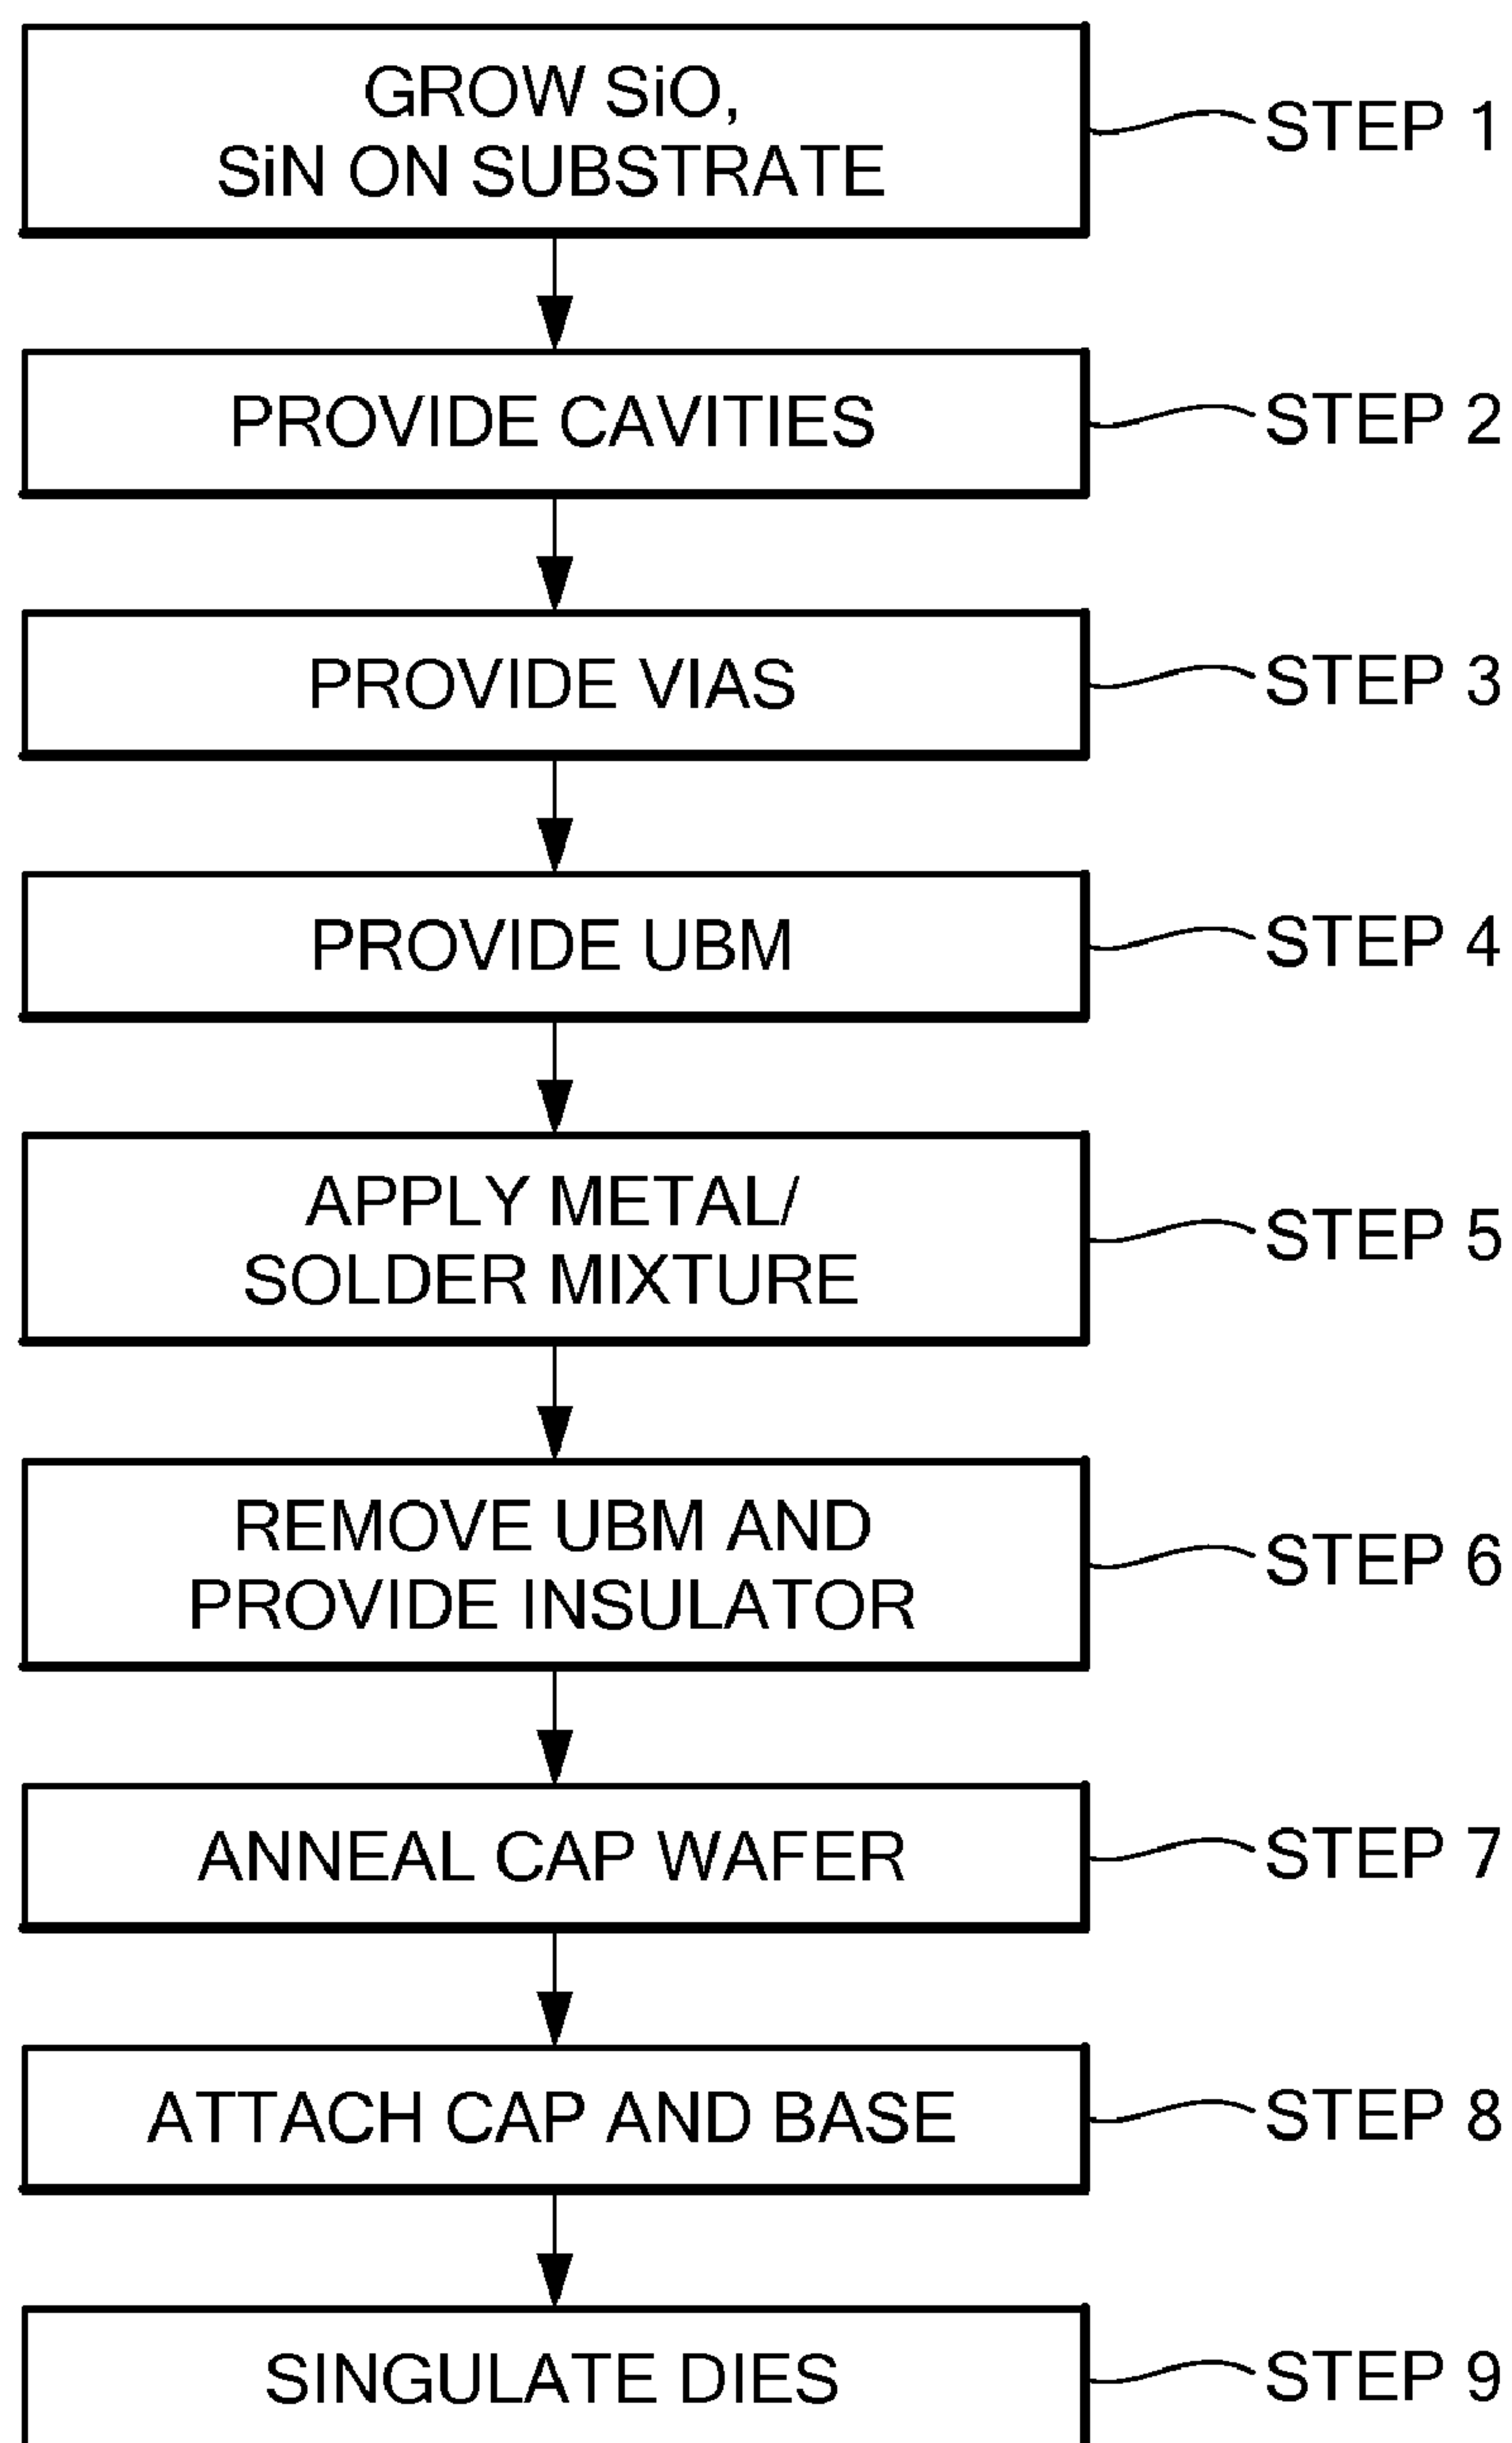 GROW SiO,
SiN ON SUBSTRATE
STEP 1
PROVIDE CAVITIES
STEP 2
PROVIDE VIAS
STEP 3
PROVIDE UBM
STEP 4
APPLY METAL/
SOLDER MIXTURE
STEP 5
REMOVE UBM AND
PROVIDE INSULATOR
STEP 6
ANNEAL CAP WAFER
STEP 7
ATTACH CAP AND BASE
STEP 8
SINGULATE DIES
STEP 9